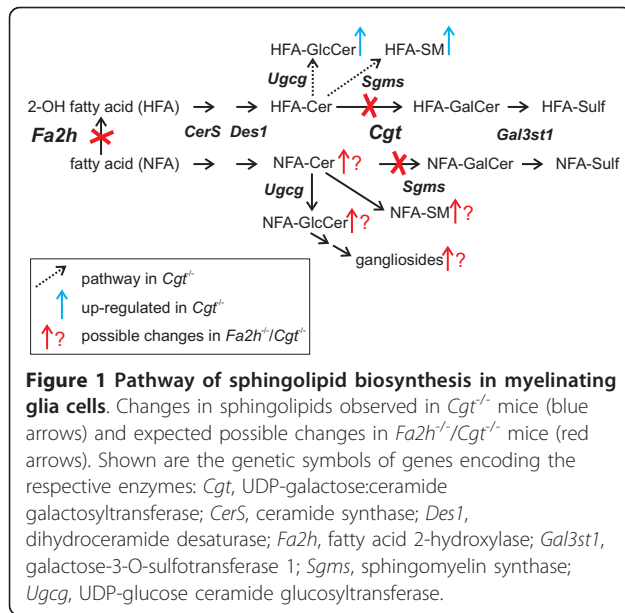 HFA-GlcCer HFA-SM
Ugcg Sgms
2-OH fatty acid (HFA) HFA-Cer HFA-GalCer HFA-Sulf
Fa2h CerS Des1 Cgt Gal3st1
fatty acid (NFA) NFA-Cer ? NFA-GalCer NFA-Sulf
Ugcg Sgms
NFA-SM ?
NFA-GlcCer ?
gangliosides ?
pathway in Cgt-/-
up-regulated in Cgt-/-
? possible changes in Fa2h-/-/Cgt-/-
Figure 1 Pathway of sphingolipid biosynthesis in myelinating
glia cells. Changes in sphingolipids observed in Cgt-/- mice (blue
arrows) and expected possible changes in Fa2h-/-/Cgt-/- mice (red
arrows). Shown are the genetic symbols of genes encoding the
respective enzymes: Cgt, UDP-galactose:ceramide
galactosyltransferase; CerS, ceramide synthase; Des1,
dihydroceramide desaturase; Fa2h, fatty acid 2-hydroxylase; Gal3st1,
galactose-3-O-sulfotransferase 1; Sgms, sphingomyelin synthase;
Ugcg, UDP-glucose ceramide glucosyltransferase.